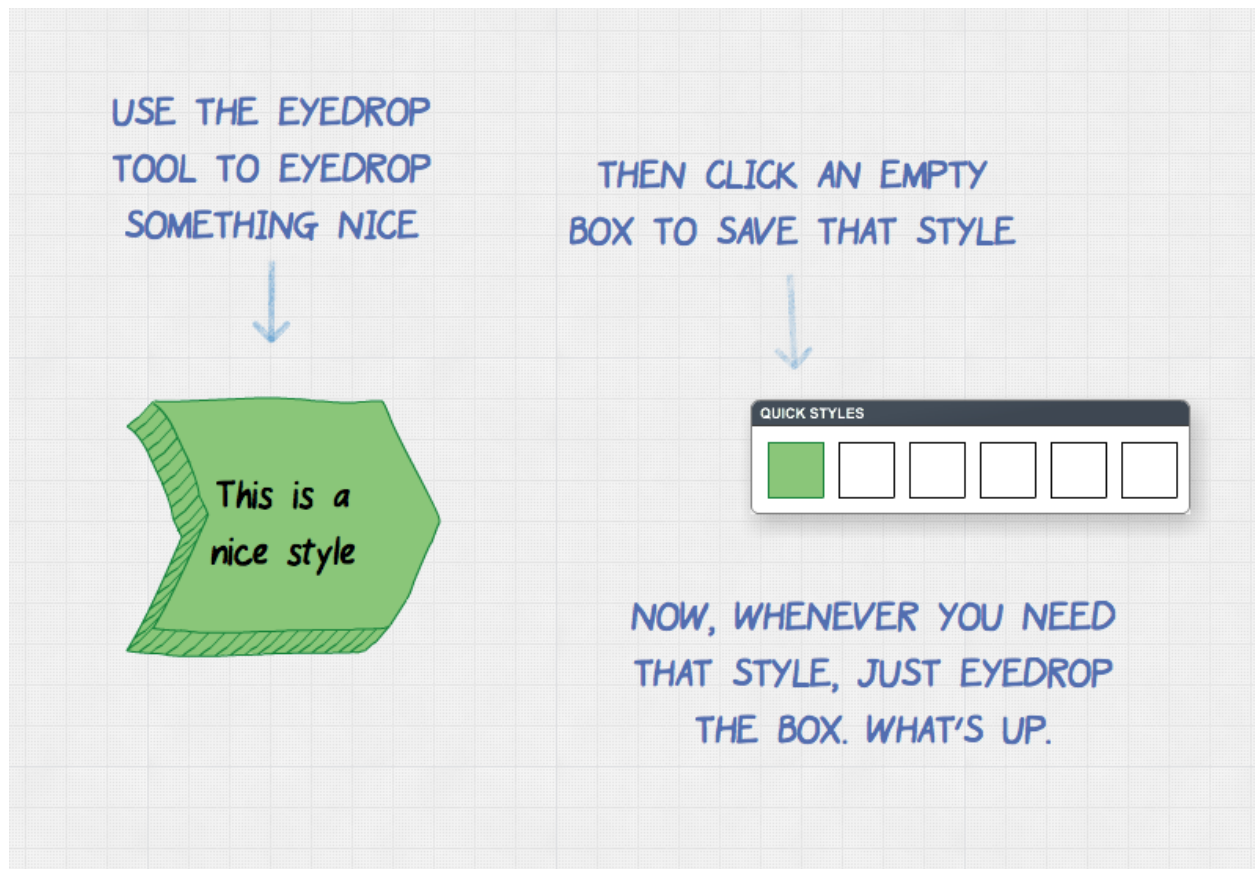 USE THE EYEDROP
TOOL TO EYEDROP
SOMETHING NICE
THEN CLICK AN EMPTY
BOX TO SAVE THAT STYLE
This is a
nice style
QUICK STYLES
NOW, WHENEVER YOU NEED
THAT STYLE, JUST EYEDROP
THE BOX. WHAT'S UP.